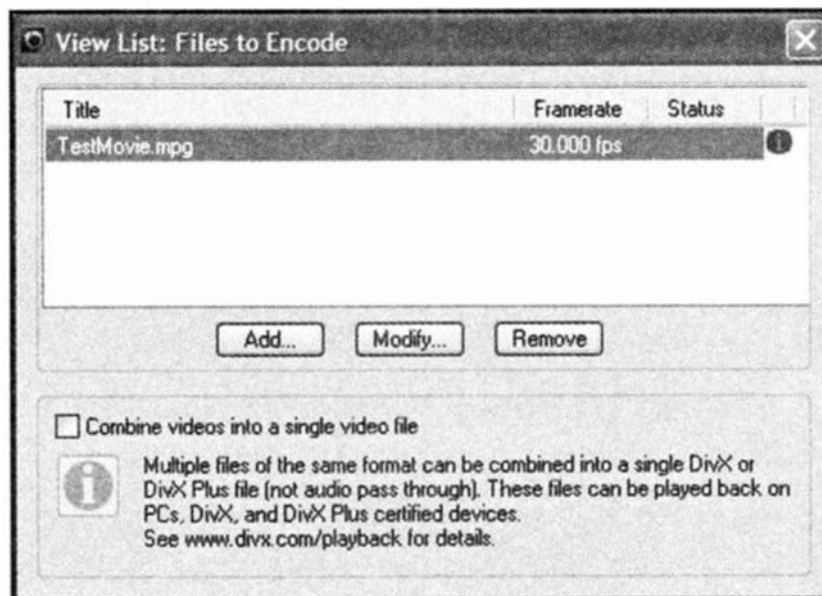 View List: Files to Encode
Title Framerate Status
TestMovie.mpg 30.000 fps
Add... Modify... Remove
Combine videos into a single video file
Multiple files of the same format can be combined into a single DivX or
DivX Plus file (not audio pass through). These files can be played back on
PCs, DivX, and DivX Plus certified devices.
See www.divx.com/playback for details.